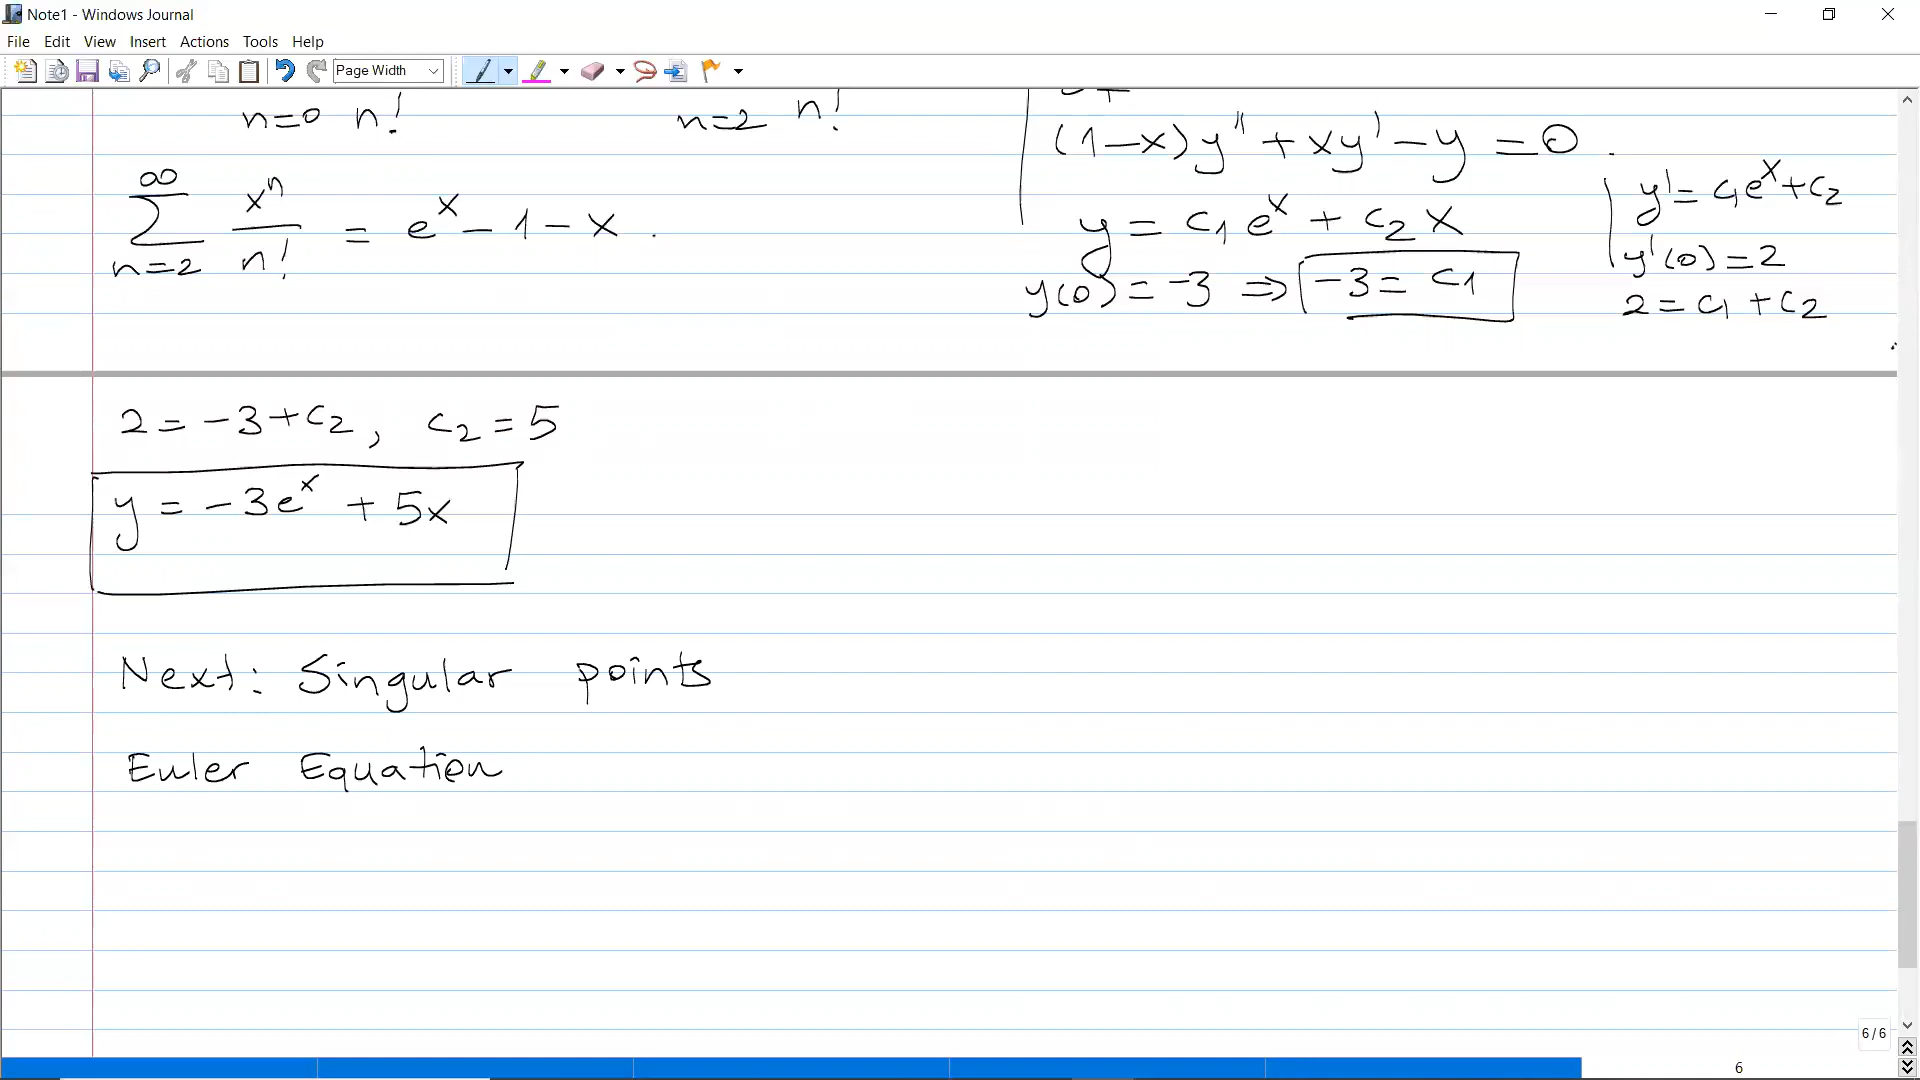 Note1 - Windows Journal
File Edit View Insert Actions Tools Help
Page Width
n=0 n!
n=2 n!
∞
∑ xⁿ/n! = eˣ - 1 - x .
n=2
(1-x)y'' + xy' - y = 0 .
y = c₁eˣ + c₂x
y(0) = -3 ⇒ -3 = c₁
y' = c₁eˣ + c₂
y'(0) = 2
2 = c₁ + c₂
2 = -3 + c₂, c₂ = 5
y = -3eˣ + 5x
Next: Singular points
Euler Equation
6 / 6
6